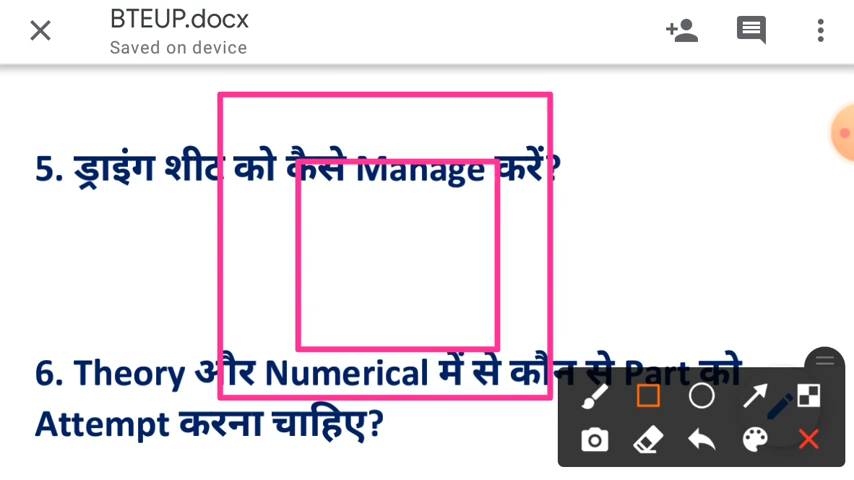 BTEUP.docx
Saved on device
5. ड्राइंग शीट को कैसे Manage करें?
6. Theory और Numerical में से कौन से Part को
Attempt करना चाहिए?